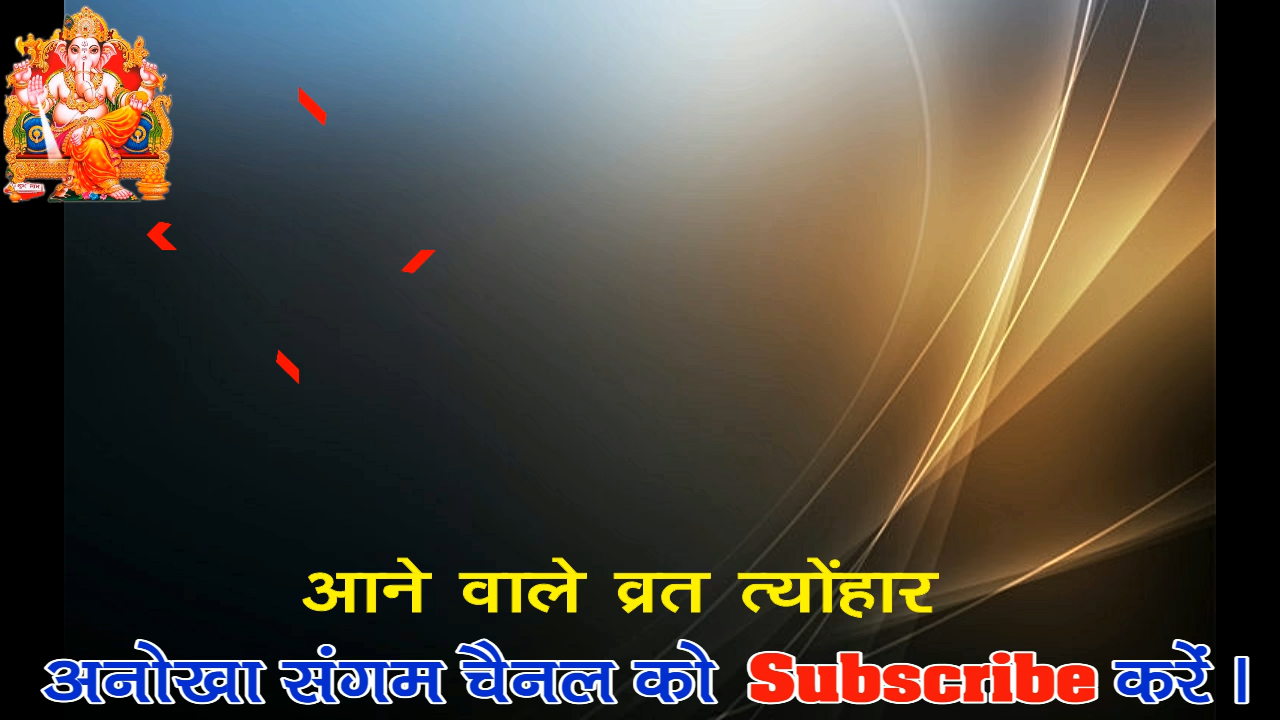 आने वाले व्रत त्योंहार
अनोखा संगम चैनल को Subscribe करें ।